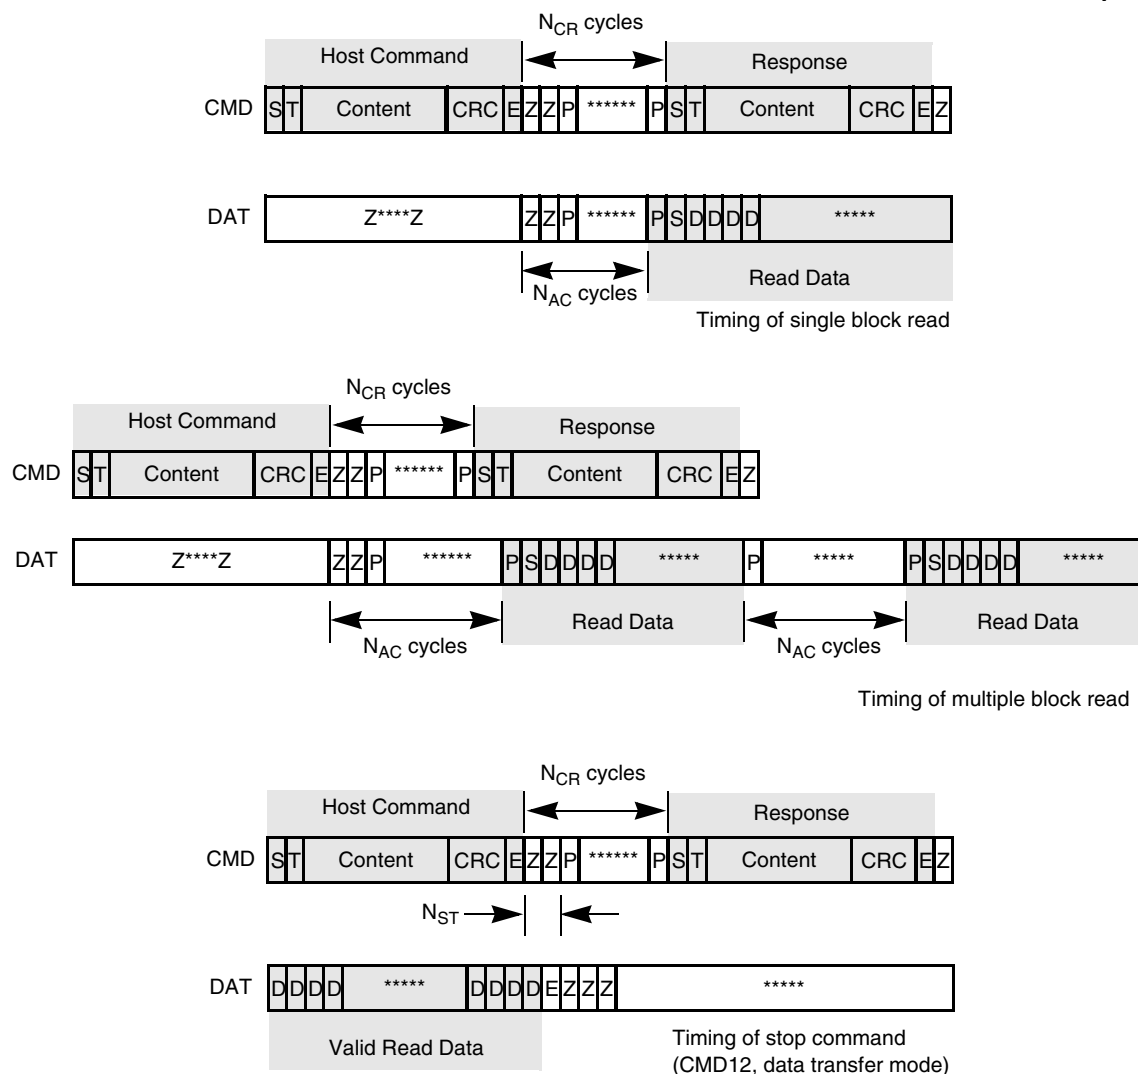 N_CR cycles
Host Command Response
CMD S T Content CRC E Z Z P ****** P S T Content CRC E Z
DAT Z****Z Z Z P ****** P S D D D D *****
N_AC cycles Read Data
Timing of single block read
N_CR cycles
Host Command Response
CMD S T Content CRC E Z Z P ****** P S T Content CRC E Z
DAT Z****Z Z Z P ****** P S D D D D ***** P ***** P S D D D D *****
N_AC cycles Read Data N_AC cycles Read Data
Timing of multiple block read
N_CR cycles
Host Command Response
CMD S T Content CRC E Z Z P ****** P S T Content CRC E Z
N_ST
DAT D D D D ***** D D D D E Z Z Z *****
Valid Read Data
Timing of stop command
(CMD12, data transfer mode)